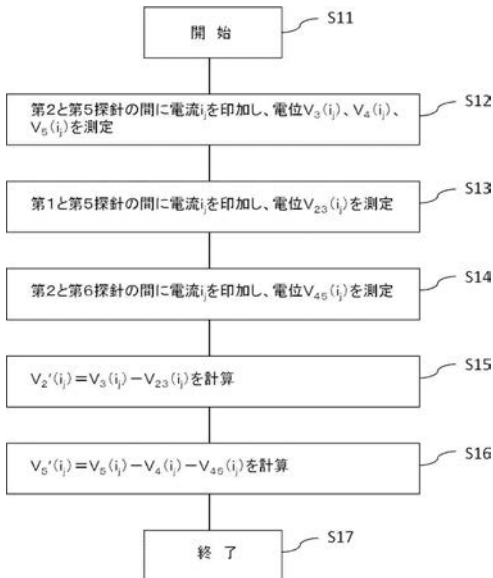 開 始
S11
第2と第5探針の間に電流ijを印加し、電位V3(ij)、V4(ij)、
V5(ij)を測定
S12
第1と第5探針の間に電流ijを印加し、電位V23(ij)を測定
S13
第2と第6探針の間に電流ijを印加し、電位V45(ij)を測定
S14
V2'(ij)=V3(ij)-V23(ij)を計算
S15
V5'(ij)=V5(ij)-V4(ij)-V45(ij)を計算
S16
終 了
S17